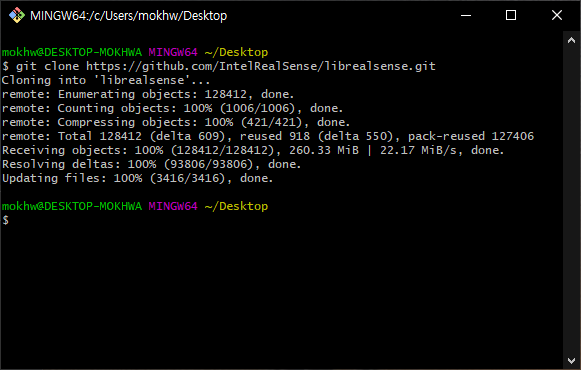 MINGW64:/c/Users/mokhw/Desktop
mokhw@DESKTOP-MOKHWA MINGW64 ~/Desktop
$ git clone https://github.com/IntelRealSense/librealsense.git
Cloning into 'librealsense'...
remote: Enumerating objects: 128412, done.
remote: Counting objects: 100% (1006/1006), done.
remote: Compressing objects: 100% (421/421), done.
remote: Total 128412 (delta 609), reused 918 (delta 550), pack-reused 127406
Receiving objects: 100% (128412/128412), 260.33 MiB | 22.17 MiB/s, done.
Resolving deltas: 100% (93806/93806), done.
Updating files: 100% (3416/3416), done.
mokhw@DESKTOP-MOKHWA MINGW64 ~/Desktop
$